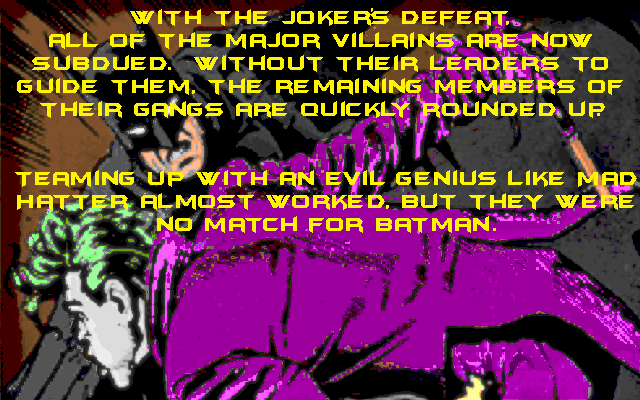 WITH THE JOKER'S DEFEAT,
ALL OF THE MAJOR VILLAINS ARE NOW
SUBDUED. WITHOUT THEIR LEADERS TO
GUIDE THEM, THE REMAINING MEMBERS OF
THEIR GANGS ARE QUICKLY ROUNDED UP.
TEAMING UP WITH AN EVIL GENIUS LIKE MAD
HATTER ALMOST WORKED, BUT THEY WERE
NO MATCH FOR BATMAN.